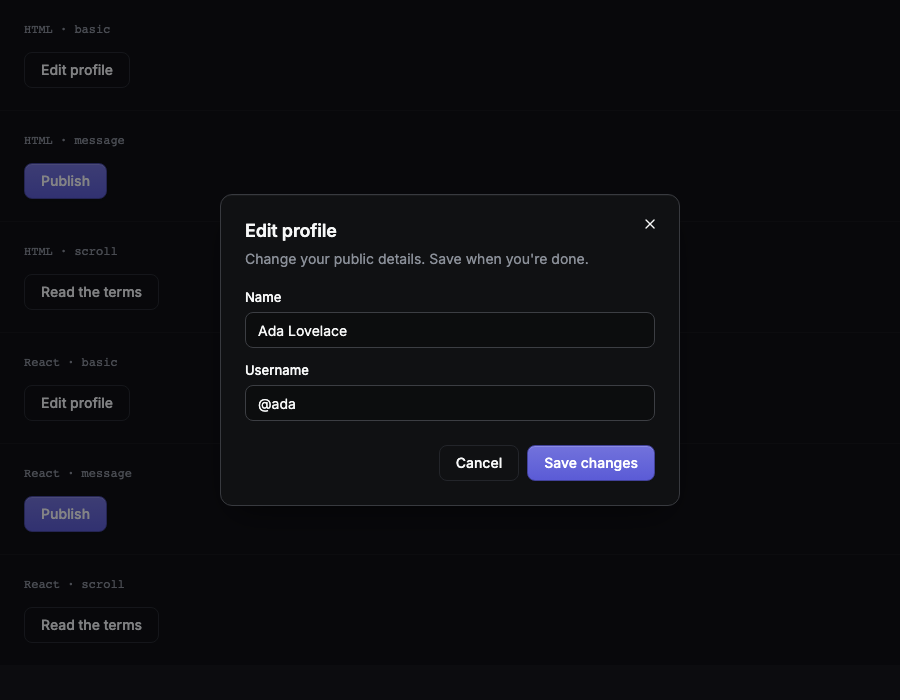 HTML · basic
Edit profile
HTML · message
Publish
HTML · scroll
Read the terms
React · basic
Edit profile
React · message
Publish
React · scroll
Read the terms
Edit profile
Change your public details. Save when you're done.
Name
Ada Lovelace
Username
@ada
Cancel
Save changes